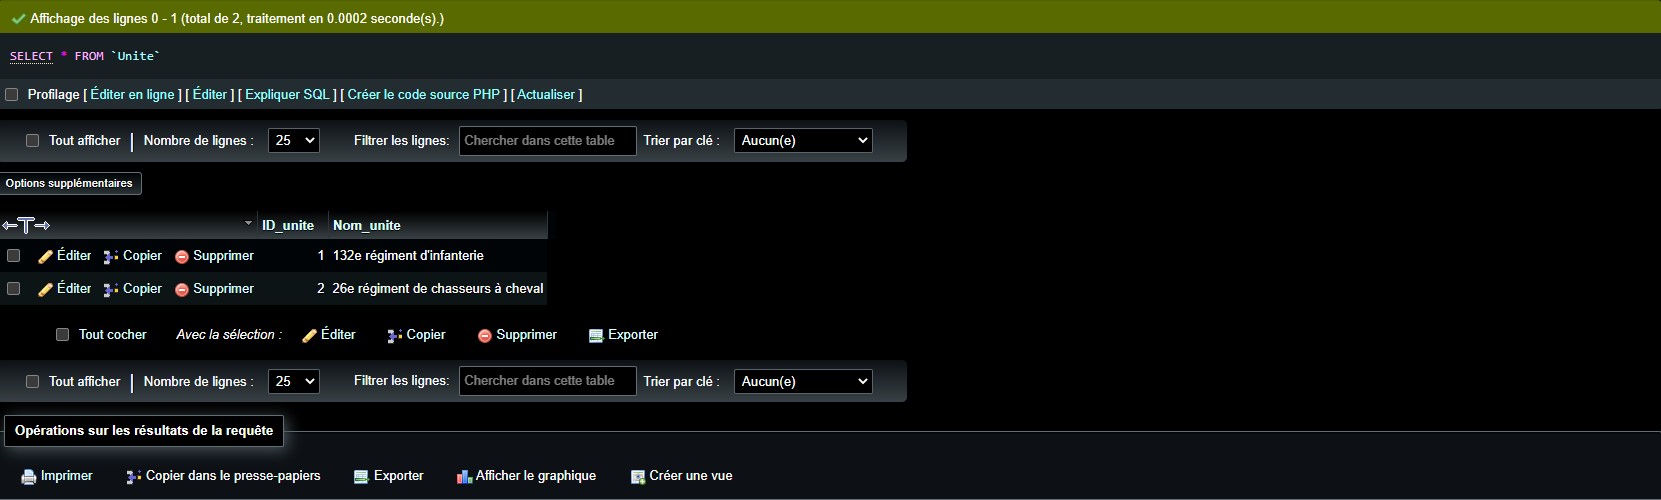 Affichage des lignes 0 - 1 (total de 2, traitement en 0.0002 seconde(s).)
SELECT * FROM `Unite`
Profilage [ Éditer en ligne ] [ Éditer ] [ Expliquer SQL ] [ Créer le code source PHP ] [ Actualiser ]
Tout afficher | Nombre de lignes : 25 Filtrer les lignes: Chercher dans cette table Trier par clé : Aucun(e)
Options supplémentaires
←T→ ID_unite Nom_unite
Éditer Copier Supprimer 1 132e régiment d'infanterie
Éditer Copier Supprimer 2 26e régiment de chasseurs à cheval
Tout cocher Avec la sélection : Éditer Copier Supprimer Exporter
Tout afficher | Nombre de lignes : 25 Filtrer les lignes: Chercher dans cette table Trier par clé : Aucun(e)
Opérations sur les résultats de la requête
Imprimer Copier dans le presse-papiers Exporter Afficher le graphique Créer une vue